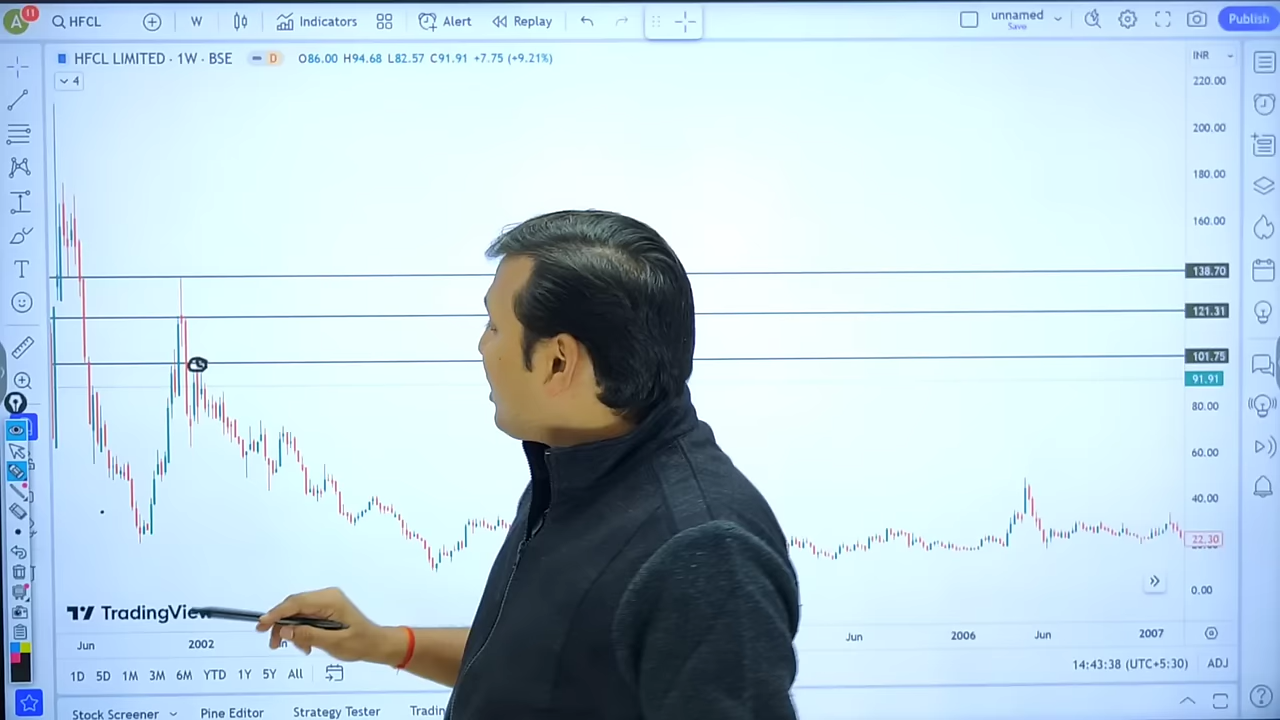 A 11 HFCL W Indicators Alert Replay unnamed Save Publish
HFCL LIMITED · 1W · BSE D O86.00 H94.68 L82.57 C91.91 +7.75 (+9.21%) INR
4
220.00
200.00
180.00
160.00
138.70
121.31
101.75
91.91
80.00
60.00
40.00
22.30
0.00
TradingView
Jun 2002 Jun 2006 Jun 2007
1D 5D 1M 3M 6M YTD 1Y 5Y All 14:43:38 (UTC+5:30) ADJ
Stock Screener Pine Editor Strategy Tester